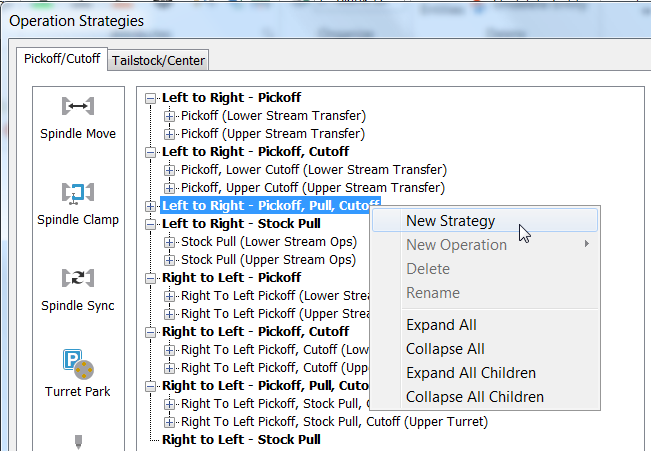 Operation Strategies
Pickoff/Cutoff
Tailstock/Center
Spindle Move
Spindle Clamp
Spindle Sync
Turret Park
Left to Right - Pickoff
Pickoff (Lower Stream Transfer)
Pickoff (Upper Stream Transfer)
Left to Right - Pickoff, Cutoff
Pickoff, Lower Cutoff (Lower Stream Transfer)
Pickoff, Upper Cutoff (Upper Stream Transfer)
Left to Right - Pickoff, Pull, Cutoff
Left to Right - Stock Pull
Stock Pull (Lower Stream Ops)
Stock Pull (Upper Stream Ops)
Right to Left - Pickoff
Right To Left Pickoff (Lower Strea
Right To Left Pickoff (Upper Strea
Right to Left - Pickoff, Cutoff
Right To Left Pickoff, Cutoff (Low
Right To Left Pickoff, Cutoff (Upp
Right to Left - Pickoff, Pull, Cuto
Right To Left Pickoff, Stock Pull, C
Right To Left Pickoff, Stock Pull, Cutoff (Upper Turret)
Right to Left - Stock Pull
New Strategy
New Operation
Delete
Rename
Expand All
Collapse All
Expand All Children
Collapse All Children